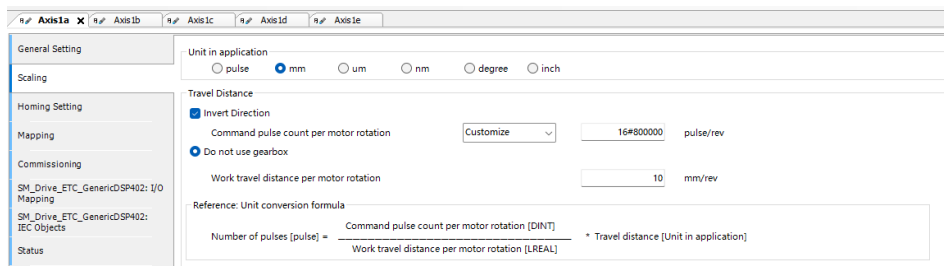 Axis1a Axis1b Axis1c Axis1d Axis1e
General Setting
Scaling
Homing Setting
Mapping
Commissioning
SM_Drive_ETC_GenericDSP402: I/O
Mapping
SM_Drive_ETC_GenericDSP402:
IEC Objects
Status
Unit in application
pulse mm um nm degree inch
Travel Distance
Invert Direction
Command pulse count per motor rotation Customize 16#800000 pulse/rev
Do not use gearbox
Work travel distance per motor rotation 10 mm/rev
Reference: Unit conversion formula
Command pulse count per motor rotation [DINT]
Number of pulses [pulse] = * Travel distance [Unit in application]
Work travel distance per motor rotation [LREAL]